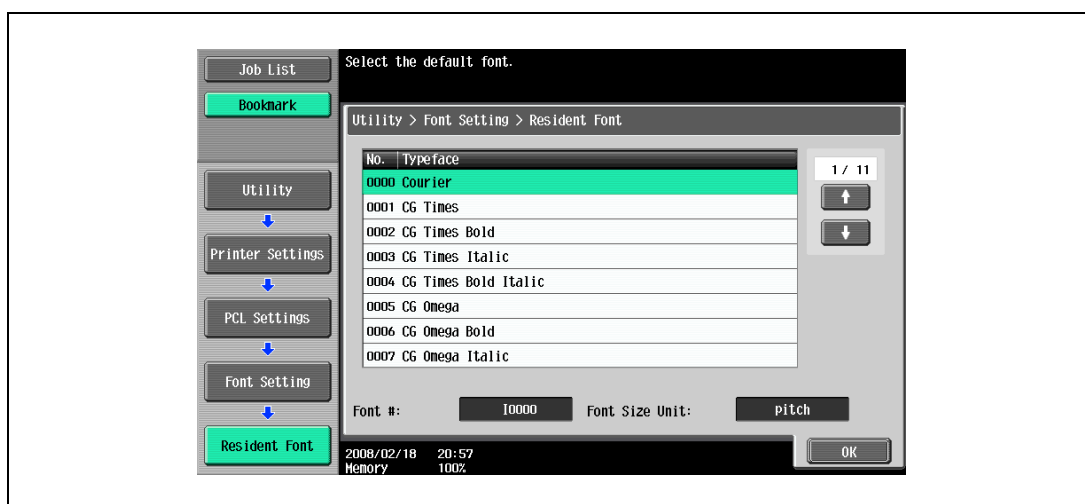 Job List
Bookmark
Utility
Printer Settings
PCL Settings
Font Setting
Resident Font
Select the default font.
Utility > Font Setting > Resident Font
No. Typeface
0000 Courier
0001 CG Times
0002 CG Times Bold
0003 CG Times Italic
0004 CG Times Bold Italic
0005 CG Omega
0006 CG Omega Bold
0007 CG Omega Italic
1/ 11
Font #: I0000 Font Size Unit: pitch
2008/02/18 20:57
Memory 100%
OK